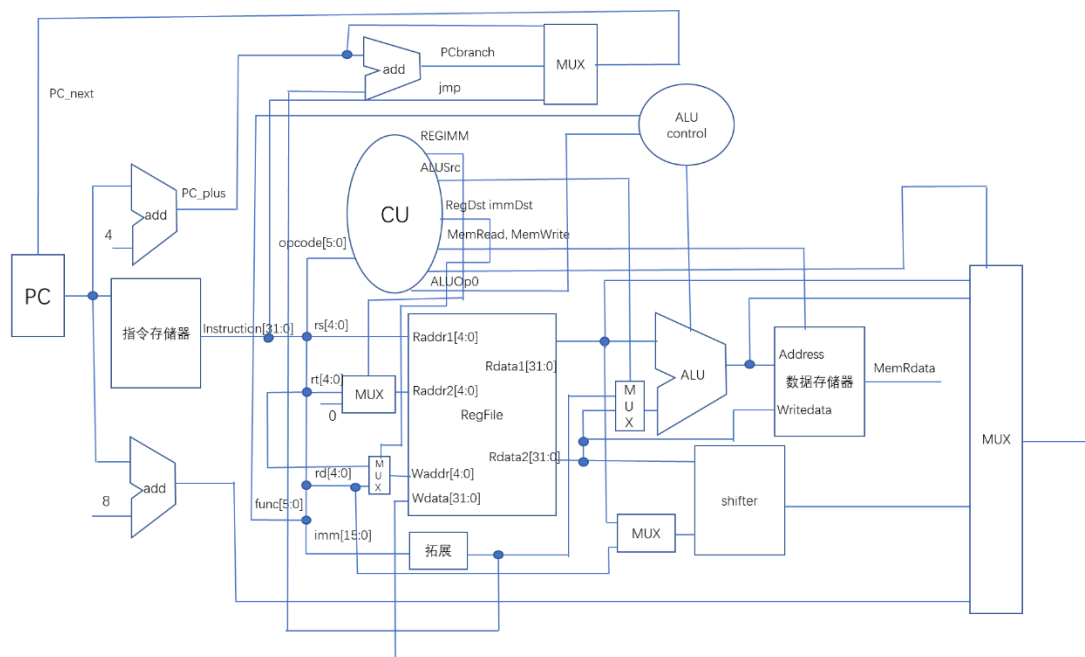 PCbranch
MUX
add
jmp
PC_next
ALU
control
REGIMM
ALUSrc
PC_plus
add
CU
RegDst immDst
4
opcode[5:0]
MemRead, MemWrite
ALUOp0
PC
指令存储器
Instruction[31:0]
rs[4:0]
Raddr1[4:0]
Rdata1[31:0]
ALU
Address
MemRdata
数据存储器
rt[4:0]
MUX
Raddr2[4:0]
M
U
X
0
RegFile
Writedata
MUX
Rdata2[31:0]
rd[4:0]
M
U
X
Waddr[4:0]
add
8
func[5:0]
Wdata[31:0]
shifter
imm[15:0]
拓展
MUX